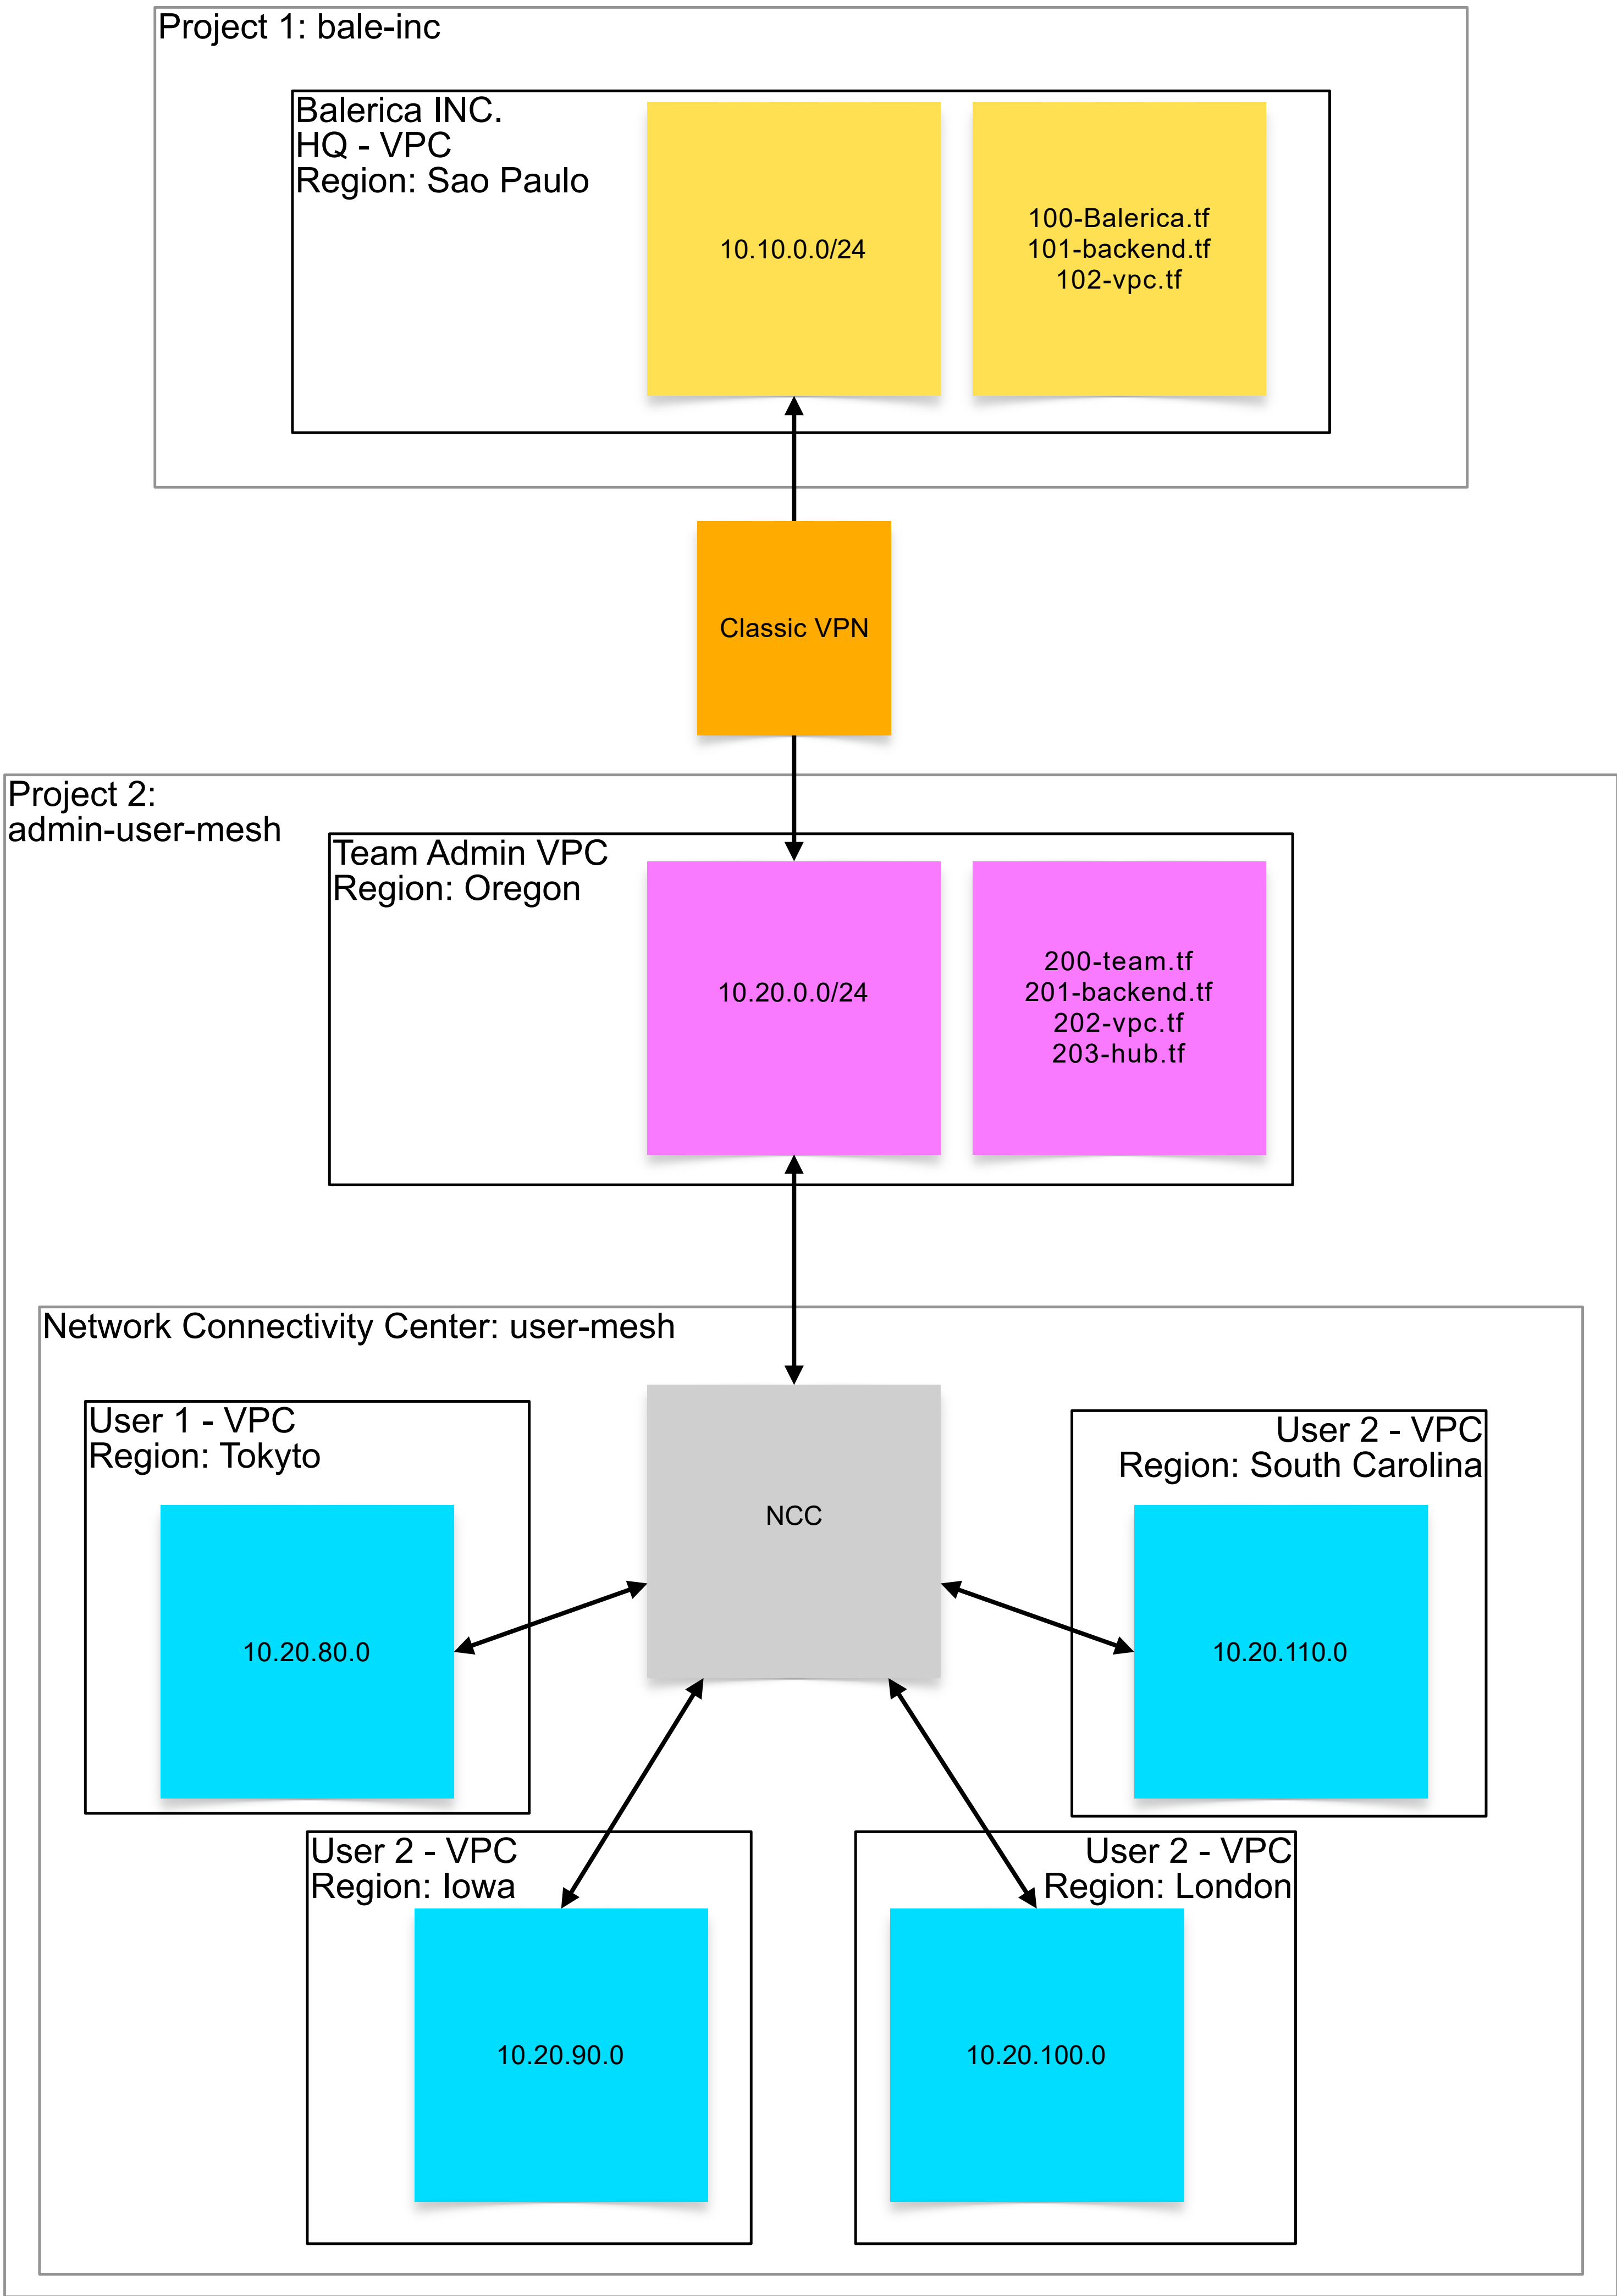 Project 1: bale-inc
Balerica INC.
HQ - VPC
Region: Sao Paulo
10.10.0.0/24
100-Balerica.tf
101-backend.tf
102-vpc.tf
Classic VPN
Project 2:
admin-user-mesh
Team Admin VPC
Region: Oregon
10.20.0.0/24
200-team.tf
201-backend.tf
202-vpc.tf
203-hub.tf
Network Connectivity Center: user-mesh
User 1 - VPC
Region: Tokyto
10.20.80.0
NCC
User 2 - VPC
Region: South Carolina
10.20.110.0
User 2 - VPC
Region: Iowa
10.20.90.0
User 2 - VPC
Region: London
10.20.100.0